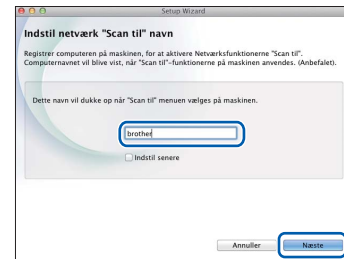 Setup Wizard
Indstil netværk "Scan til" navn
Registrer computeren på maskinen, for at aktivere Netværksfunktionerne "Scan til".
Computernavnet vil blive vist, når "Scan til"-funktionerne på maskinen anvendes. (Anbefalet).
Dette navn vil dukke op når "Scan til" menuen vælges på maskinen.
brother
Indstil senere
Annuller
Næste